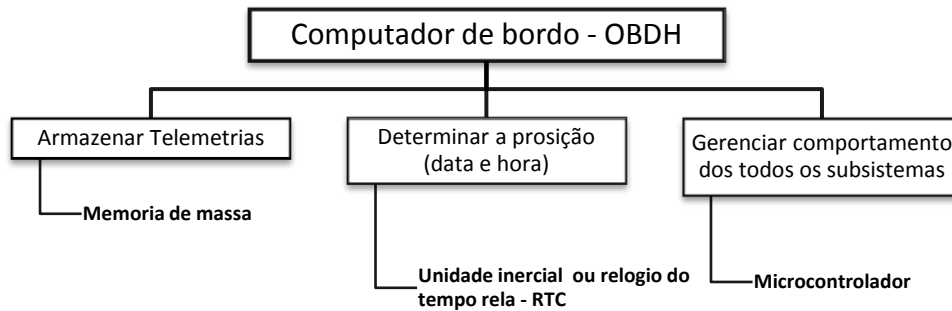 Computador de bordo - OBDH
Armazenar Telemetrias
Memoria de massa
Determinar a prosição
(data e hora)
Unidade inercial ou relogio do
tempo rela - RTC
Gerenciar comportamento
dos todos os subsistemas
Microcontrolador